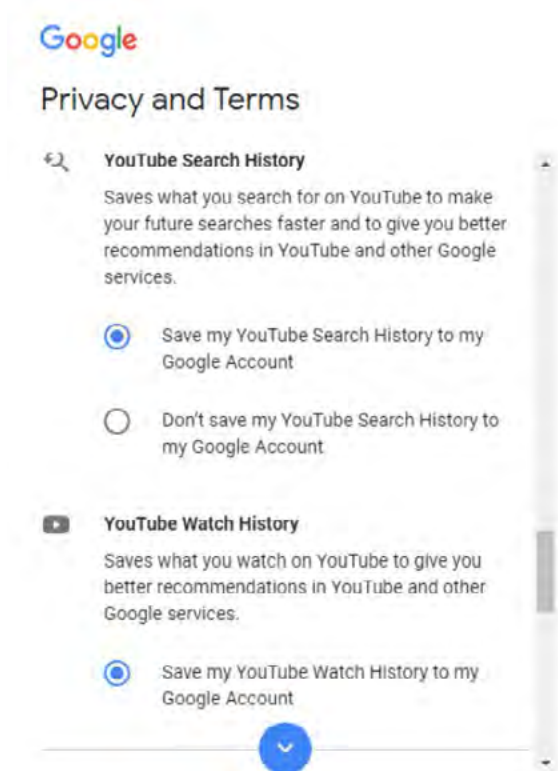 Google
Privacy and Terms
YouTube Search History
Saves what you search for on YouTube to make
your future searches faster and to give you better
recommendations in YouTube and other Google
services.
Save my YouTube Search History to my
Google Account
Don't save my YouTube Search History to
my Google Account
YouTube Watch History
Saves what you watch on YouTube to give you
better recommendations in YouTube and other
Google services.
Save my YouTube Watch History to my
Google Account